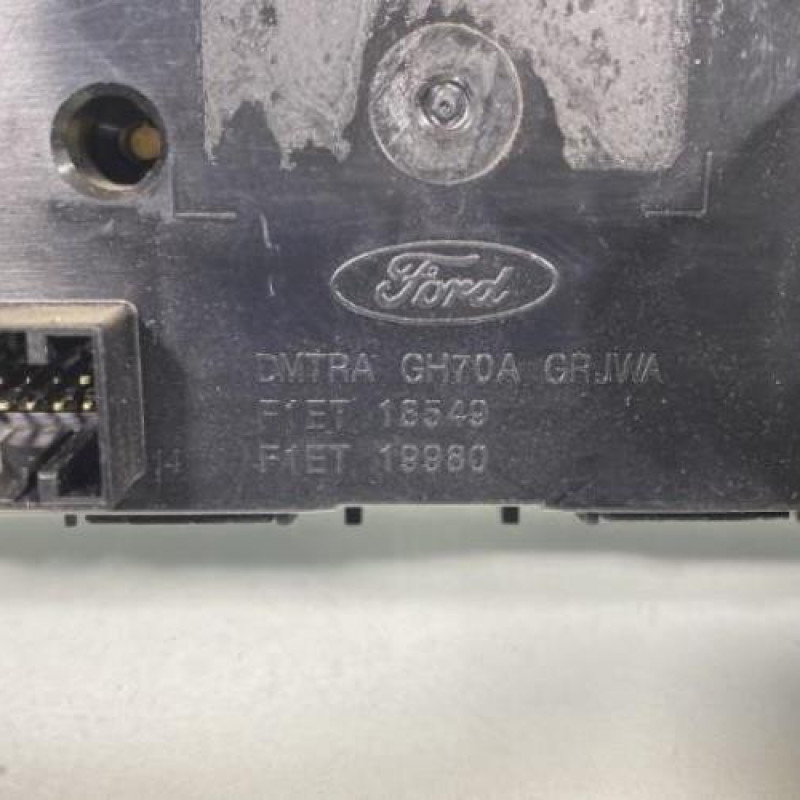 Ford
DMTRA GH70A GRJWA
F1ET 18549
F1ET 19980